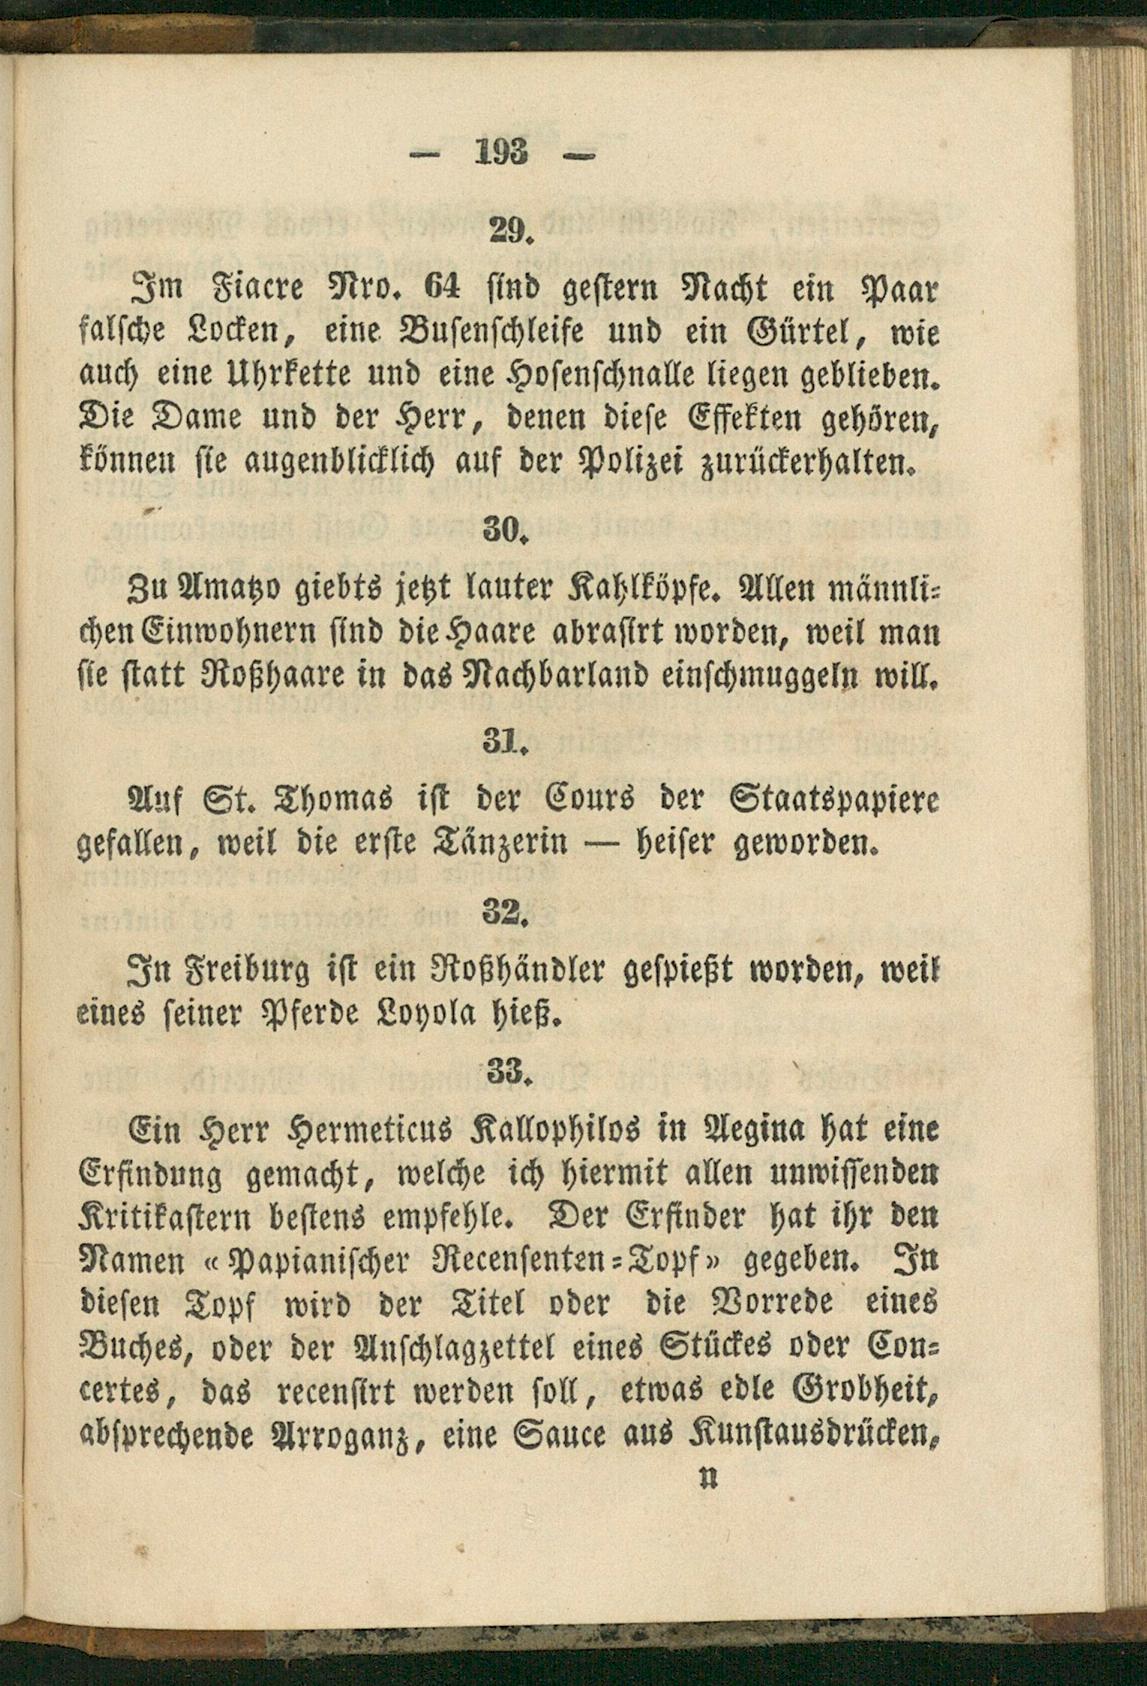 — 193 —
29.
Im Fiacre Nro. 64 sind gestern Nacht ein Paar
falsche Locken, eine Busenschleife und ein Gürtel, wie
auch eine Uhrkette und eine Hosenschnalle liegen geblieben.
Die Dame und der Herr, denen diese Effekten gehören,
können sie augenblicklich auf der Polizei zurückerhalten.
30.
Zu Amatzo giebts jetzt lauter Kahlköpfe. Allen männli-
chen Einwohnern sind die Haare abrasirt worden, weil man
sie statt Roßhaare in das Nachbarland einschmuggeln will.
31.
Auf St. Thomas ist der Cours der Staatspapiere
gefallen, weil die erste Tänzerin — heiser geworden.
32.
In Freiburg ist ein Roßhändler gespießt worden, weil
eines seiner Pferde Loyola hieß.
33.
Ein Herr Hermeticus Kallophilos in Aegina hat eine
Erfindung gemacht, welche ich hiermit allen unwissenden
Kritikastern bestens empfehle. Der Erfinder hat ihr den
Namen «Papianischer Recensenten-Topf» gegeben. In
diesen Topf wird der Titel oder die Vorrede eines
Buches, oder der Anschlagzettel eines Stückes oder Con-
certes, das recensirt werden soll, etwas edle Grobheit,
absprechende Arroganz, eine Sauce aus Kunstausdrücken,
n